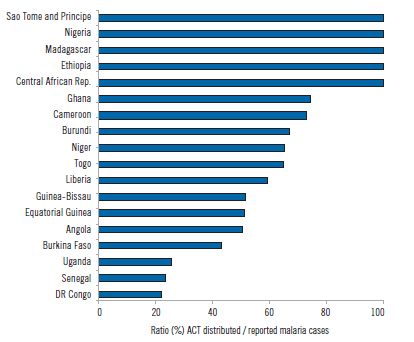 Sao Tome and Principe
Nigeria
Madagascar
Ethiopia
Central African Rep.
Ghana
Cameroon
Burundi
Niger
Togo
Liberia
Guinea-Bissau
Equatorial Guinea
Angola
Burkina Faso
Uganda
Senegal
DR Congo
0 20 40 60 80 100
Ratio (%) ACT distributed / reported malaria cases